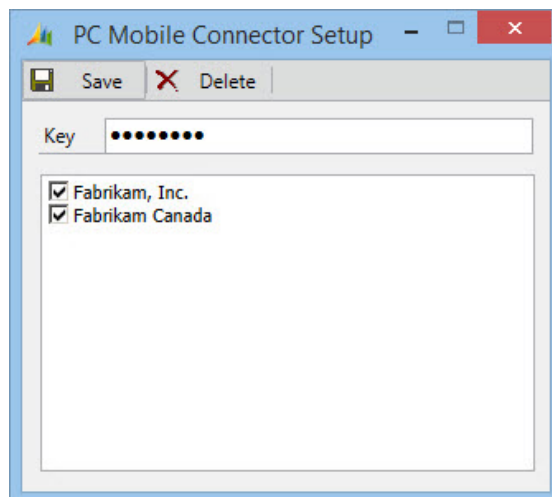 PC Mobile Connector Setup
Save Delete
Key ••••••••
Fabrikam, Inc.
Fabrikam Canada